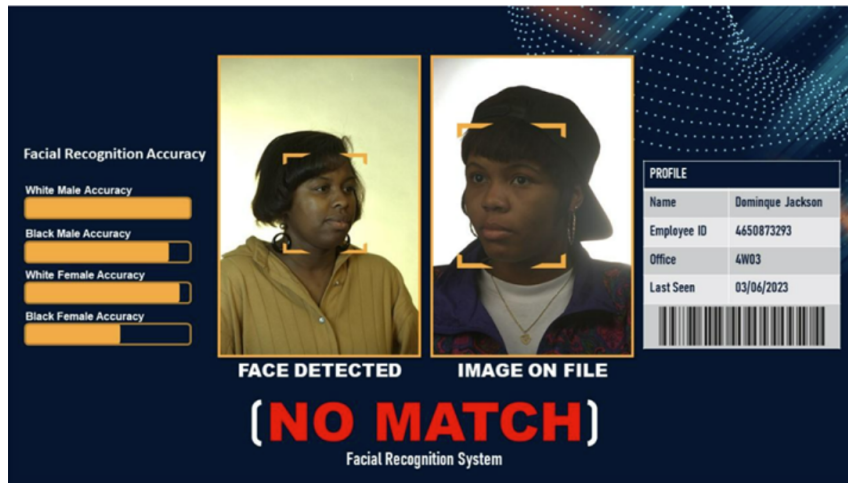 Facial Recognition Accuracy
White Male Accuracy
Black Male Accuracy
White Female Accuracy
Black Female Accuracy
FACE DETECTED
IMAGE ON FILE
(NO MATCH)
Facial Recognition System
PROFILE
Name Dominque Jackson
Employee ID 4650873293
Office 4W03
Last Seen 03/06/2023